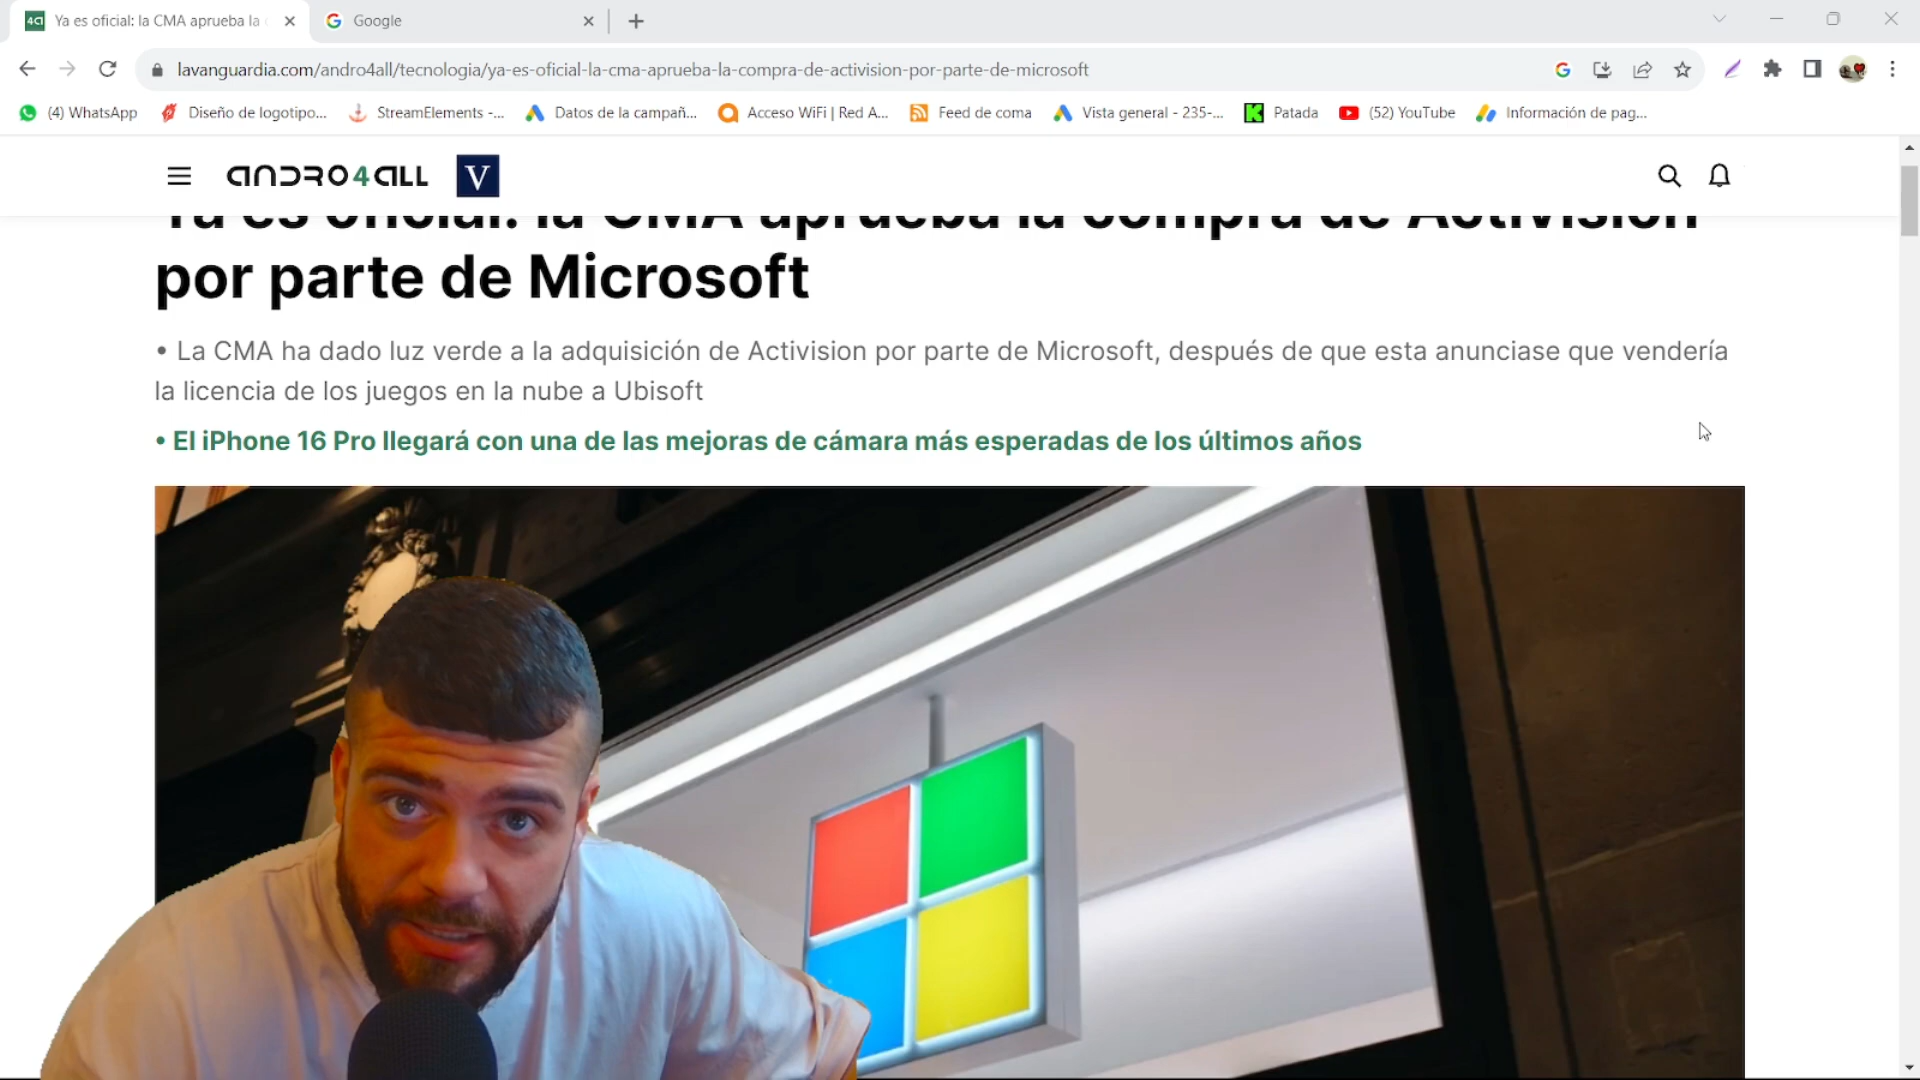 4a Ya es oficial: la CMA aprueba la
Google
lavanguardia.com/andro4all/tecnologia/ya-es-oficial-la-cma-aprueba-la-compra-de-activision-por-parte-de-microsoft
(4) WhatsApp Diseño de logotipo... StreamElements -... Datos de la campañ... Acceso WiFi | Red A... Feed de coma Vista general - 235-... Patada (52) YouTube Información de pag...
andro4all V
Ya es oficial: la CMA aprueba la compra de Activision
por parte de Microsoft
• La CMA ha dado luz verde a la adquisición de Activision por parte de Microsoft, después de que esta anunciase que vendería
la licencia de los juegos en la nube a Ubisoft
• El iPhone 16 Pro llegará con una de las mejoras de cámara más esperadas de los últimos años